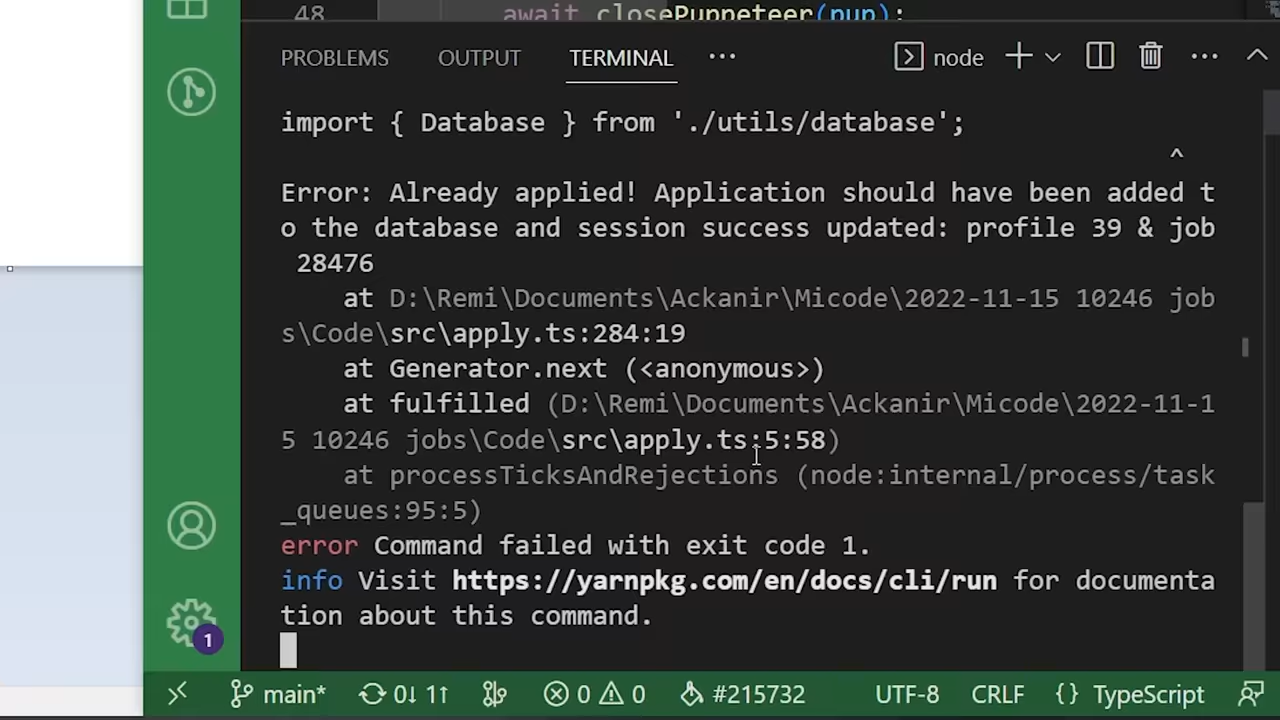 48 await closePuppeteer(pup);
PROBLEMS OUTPUT TERMINAL ··· node
import { Database } from './utils/database';
^
Error: Already applied! Application should have been added t
o the database and session success updated: profile 39 & job
28476
at D:\Remi\Documents\Ackanir\Micode\2022-11-15 10246 job
s\Code\src\apply.ts:284:19
at Generator.next (<anonymous>)
at fulfilled (D:\Remi\Documents\Ackanir\Micode\2022-11-1
5 10246 jobs\Code\src\apply.ts:5:58)
at processTicksAndRejections (node:internal/process/task
_queues:95:5)
error Command failed with exit code 1.
info Visit https://yarnpkg.com/en/docs/cli/run for documenta
tion about this command.
1
main* 0↓ 1↑ 0 0 #215732 UTF-8 CRLF {} TypeScript